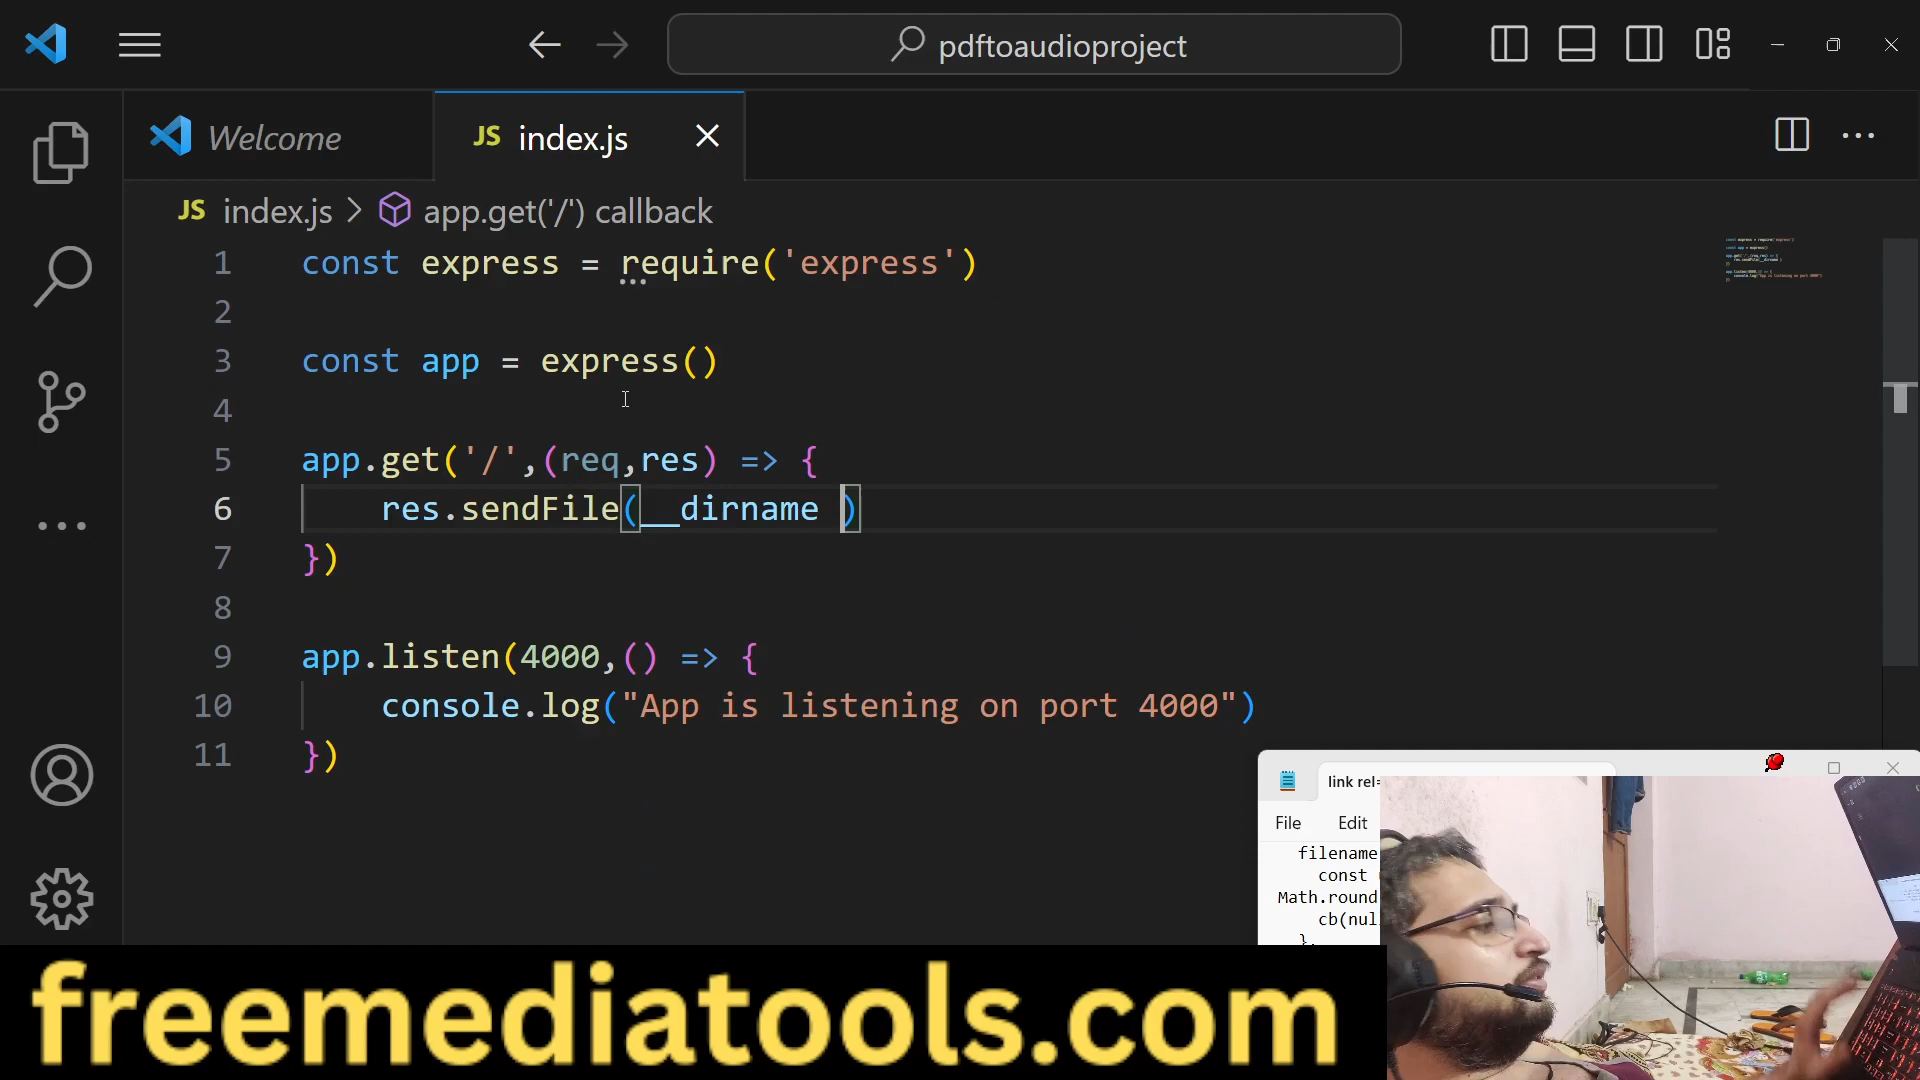 pdftoaudioproject
Welcome
JS index.js
JS index.js > app.get('/') callback
1 const express = require('express')
2
3 const app = express()
4
5 app.get('/',(req,res) => {
6 res.sendFile(__dirname )
7 })
8
9 app.listen(4000,() => {
10 console.log("App is listening on port 4000")
11 })
link rel=
File Edit
filename
const
Math.round
cb(nul
},
freemediatools.com